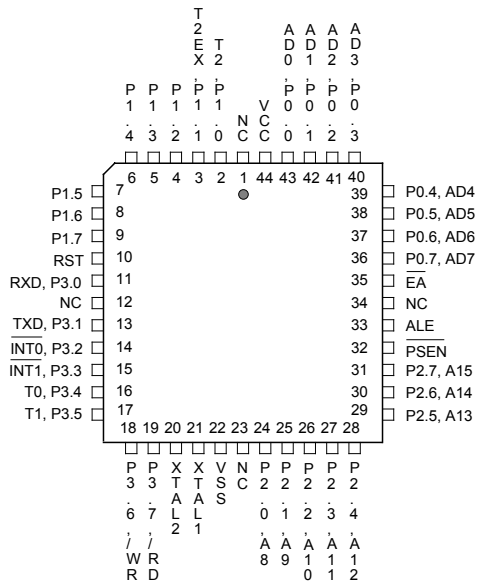 P1.4
P1.3
P1.2
T2EX,P1.1
T2,P1.0
NC
VCC
AD0,P0.0
AD1,P0.1
AD2,P0.2
AD3,P0.3
6 5 4 3 2 1 44 43 42 41 40
P1.5 7
P1.6 8
P1.7 9
RST 10
RXD, P3.0 11
NC 12
TXD, P3.1 13
INT0, P3.2 14
INT1, P3.3 15
T0, P3.4 16
T1, P3.5 17
39 P0.4, AD4
38 P0.5, AD5
37 P0.6, AD6
36 P0.7, AD7
35 EA
34 NC
33 ALE
32 PSEN
31 P2.7, A15
30 P2.6, A14
29 P2.5, A13
18 19 20 21 22 23 24 25 26 27 28
P3.6,/WR
P3.7,/RD
XTAL2
XTAL1
VSS
NC
P2.0,A8
P2.1,A9
P2.2,A10
P2.3,A11
P2.4,A12